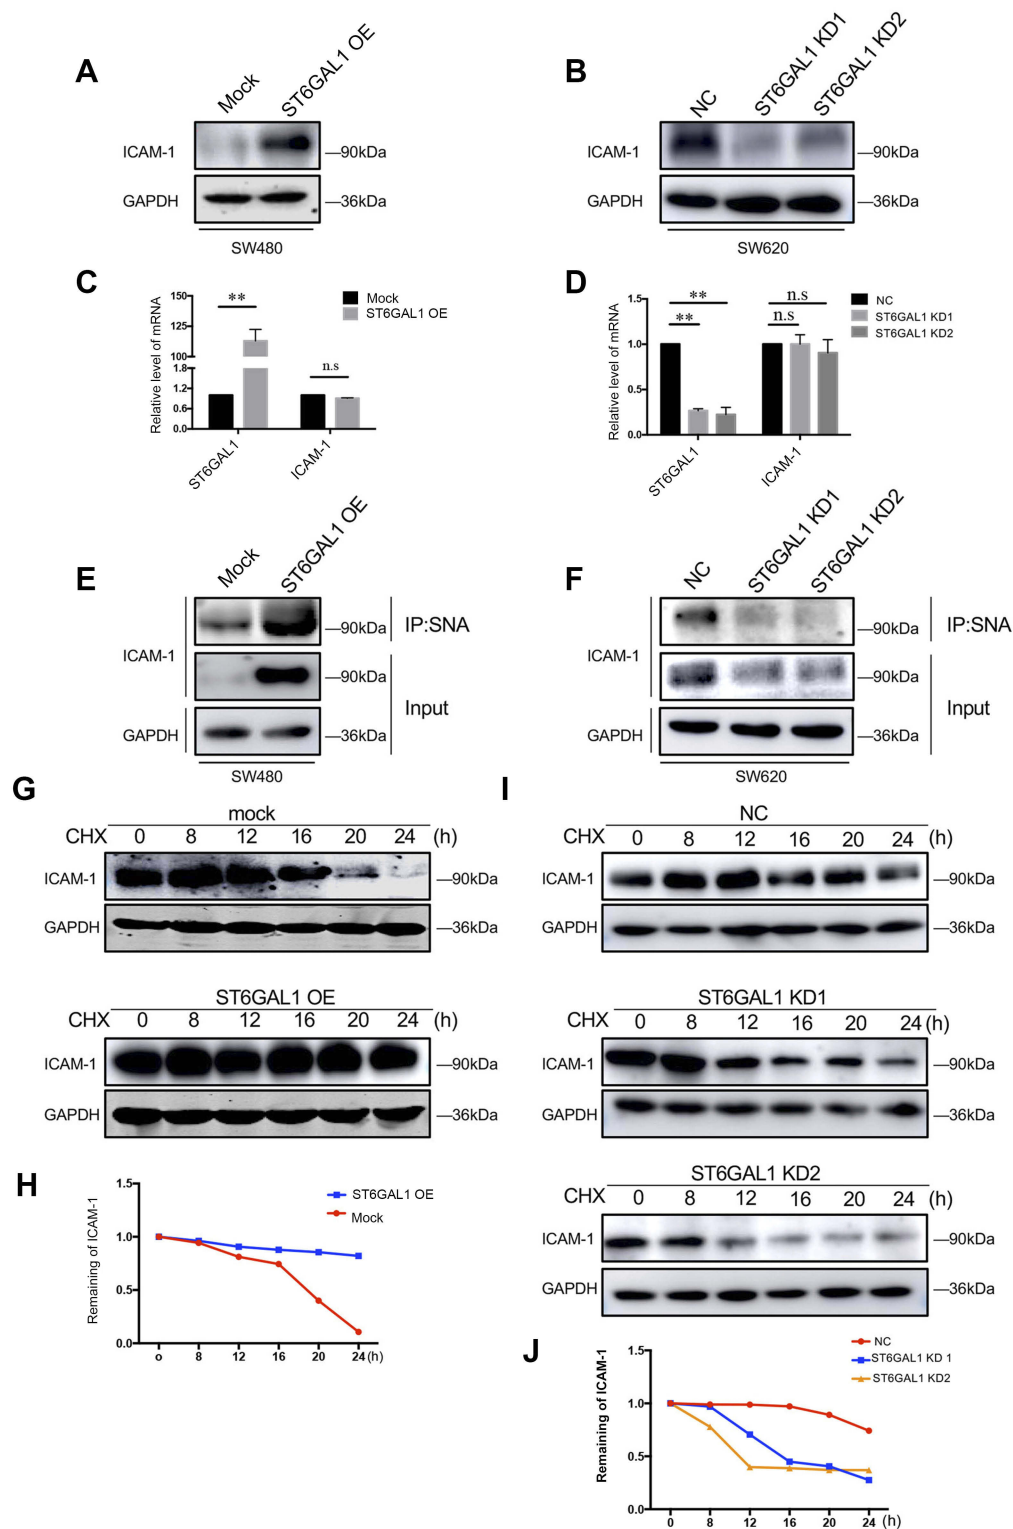 A
Mock
ST6GAL1 OE
ICAM-1
90kDa
GAPDH
36kDa
SW480
B
NC
ST6GAL1 KD1
ST6GAL1 KD2
ICAM-1
90kDa
GAPDH
36kDa
SW620
C
Relative level of mRNA
150
125
100
1.8
1.2
0.6
0.0
**
n.s
Mock
ST6GAL1 OE
ST6GAL1
ICAM-1
D
Relative level of mRNA
1.5
1.0
0.5
0.0
**
**
n.s
n.s
NC
ST6GAL1 KD1
ST6GAL1 KD2
ST6GAL1
ICAM-1
E
Mock
ST6GAL1 OE
ICAM-1
90kDa
IP:SNA
90kDa
Input
GAPDH
36kDa
SW480
F
NC
ST6GAL1 KD1
ST6GAL1 KD2
ICAM-1
90kDa
IP:SNA
90kDa
Input
GAPDH
36kDa
SW620
G
mock
CHX 0 8 12 16 20 24 (h)
ICAM-1
90kDa
GAPDH
36kDa
ST6GAL1 OE
CHX 0 8 12 16 20 24 (h)
ICAM-1
90kDa
GAPDH
36kDa
H
Remaining of ICAM-1
1.5
1.0
0.5
0.0
ST6GAL1 OE
Mock
o 8 12 16 20 24 (h)
I
NC
CHX 0 8 12 16 20 24 (h)
ICAM-1
90kDa
GAPDH
36kDa
ST6GAL1 KD1
CHX 0 8 12 16 20 24 (h)
ICAM-1
90kDa
GAPDH
36kDa
ST6GAL1 KD2
CHX 0 8 12 16 20 24 (h)
ICAM-1
90kDa
GAPDH
36kDa
J
Remaining of ICAM-1
1.5
1.0
0.5
0.0
NC
ST6GAL1 KD 1
ST6GAL1 KD2
0 8 12 16 20 24 (h)